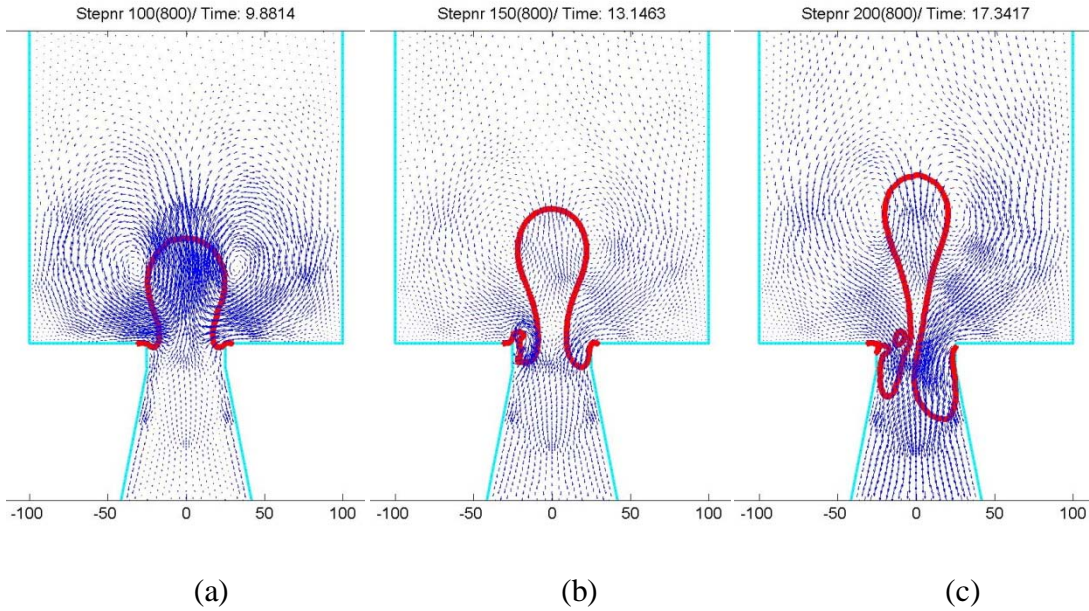 Stepnr 100(800)/ Time: 9.8814
Stepnr 150(800)/ Time: 13.1463
Stepnr 200(800)/ Time: 17.3417
-100 -50 0 50 100
-100 -50 0 50 100
-100 -50 0 50 100
(a)
(b)
(c)